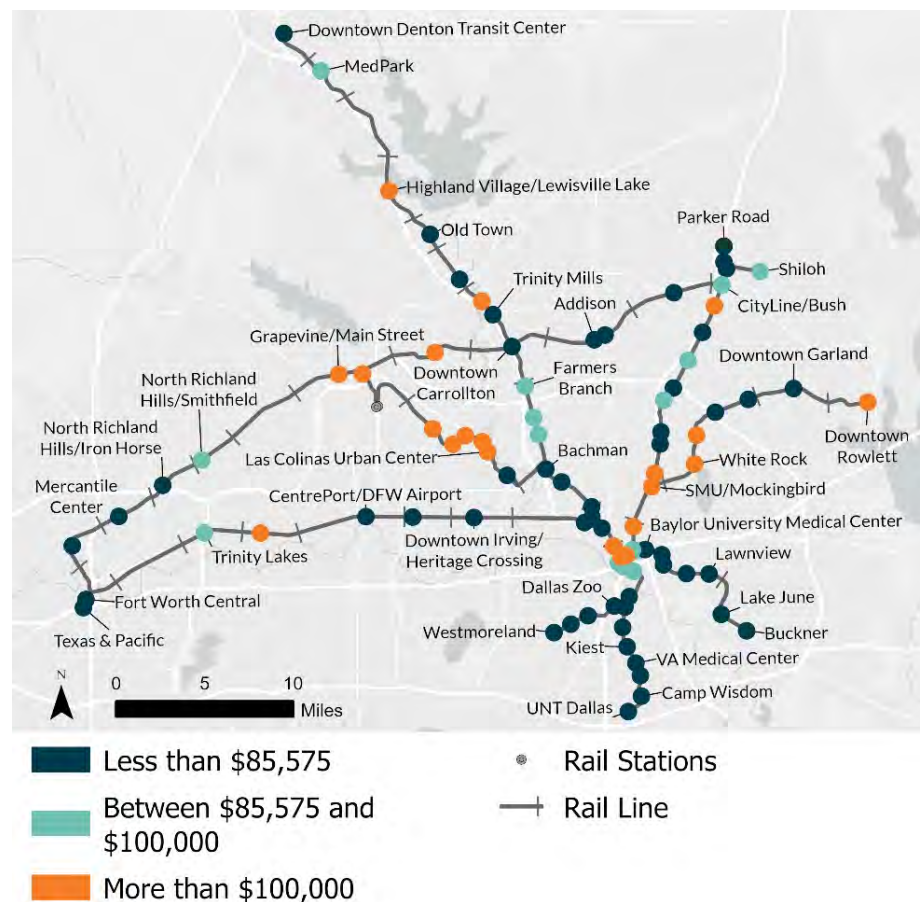 Downtown Denton Transit Center
MedPark
Highland Village/Lewisville Lake
Old Town
Parker Road
Shiloh
Trinity Mills
Addison
CityLine/Bush
Grapevine/Main Street
Downtown
Carrollton
Farmers
Branch
Downtown Garland
North Richland
Hills/Smithfield
North Richland
Hills/Iron Horse
Downtown
Rowlett
Las Colinas Urban Center
Bachman
White Rock
Mercantile
Center
CentrePort/DFW Airport
SMU/Mockingbird
Trinity Lakes
Downtown Irving/
Heritage Crossing
Baylor University Medical Center
Lawnview
Dallas Zoo
Fort Worth Central
Lake June
Texas & Pacific
Westmoreland
Buckner
Kiest
VA Medical Center
N
0 5 10
Miles
Camp Wisdom
UNT Dallas
Less than $85,575
Rail Stations
Between $85,575 and
$100,000
Rail Line
More than $100,000